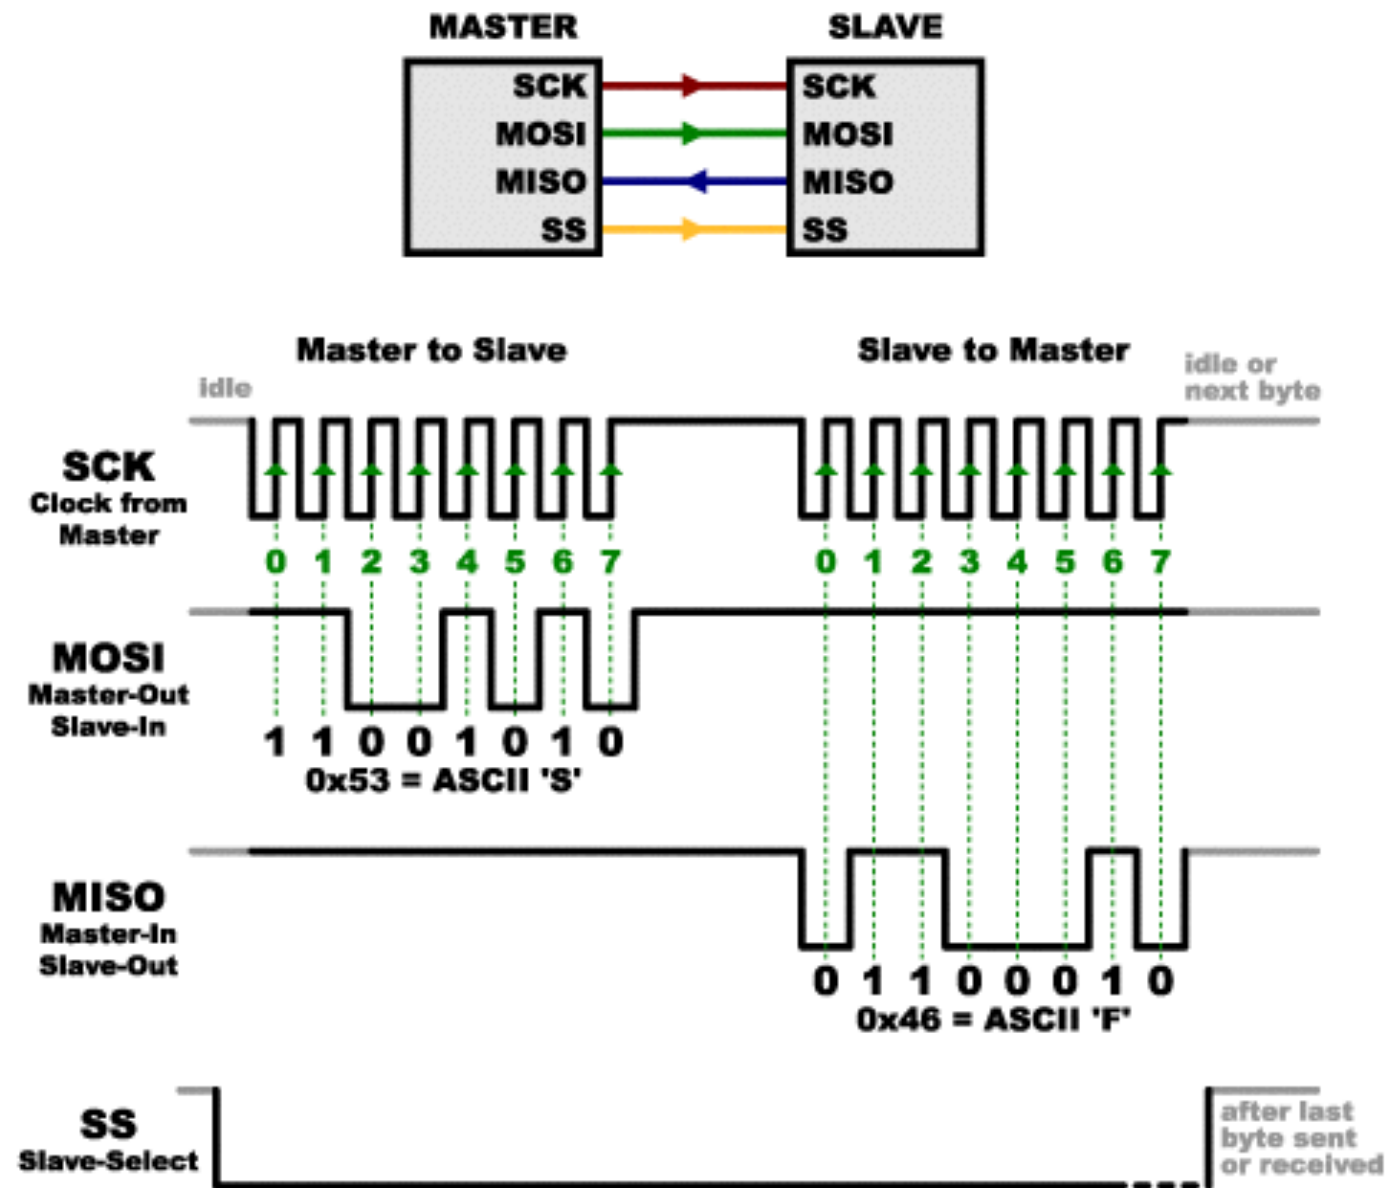 MASTER SLAVE
SCK SCK
MOSI MOSI
MISO MISO
SS SS
Master to Slave Slave to Master
idle
idle or
next byte
SCK
Clock from
Master
0 1 2 3 4 5 6 7 0 1 2 3 4 5 6 7
MOSI
Master-Out
Slave-In
1 1 0 0 1 0 1 0
0x53 = ASCII 'S'
MISO
Master-In
Slave-Out
0 1 1 0 0 0 1 0
0x46 = ASCII 'F'
SS
Slave-Select
after last
byte sent
or received